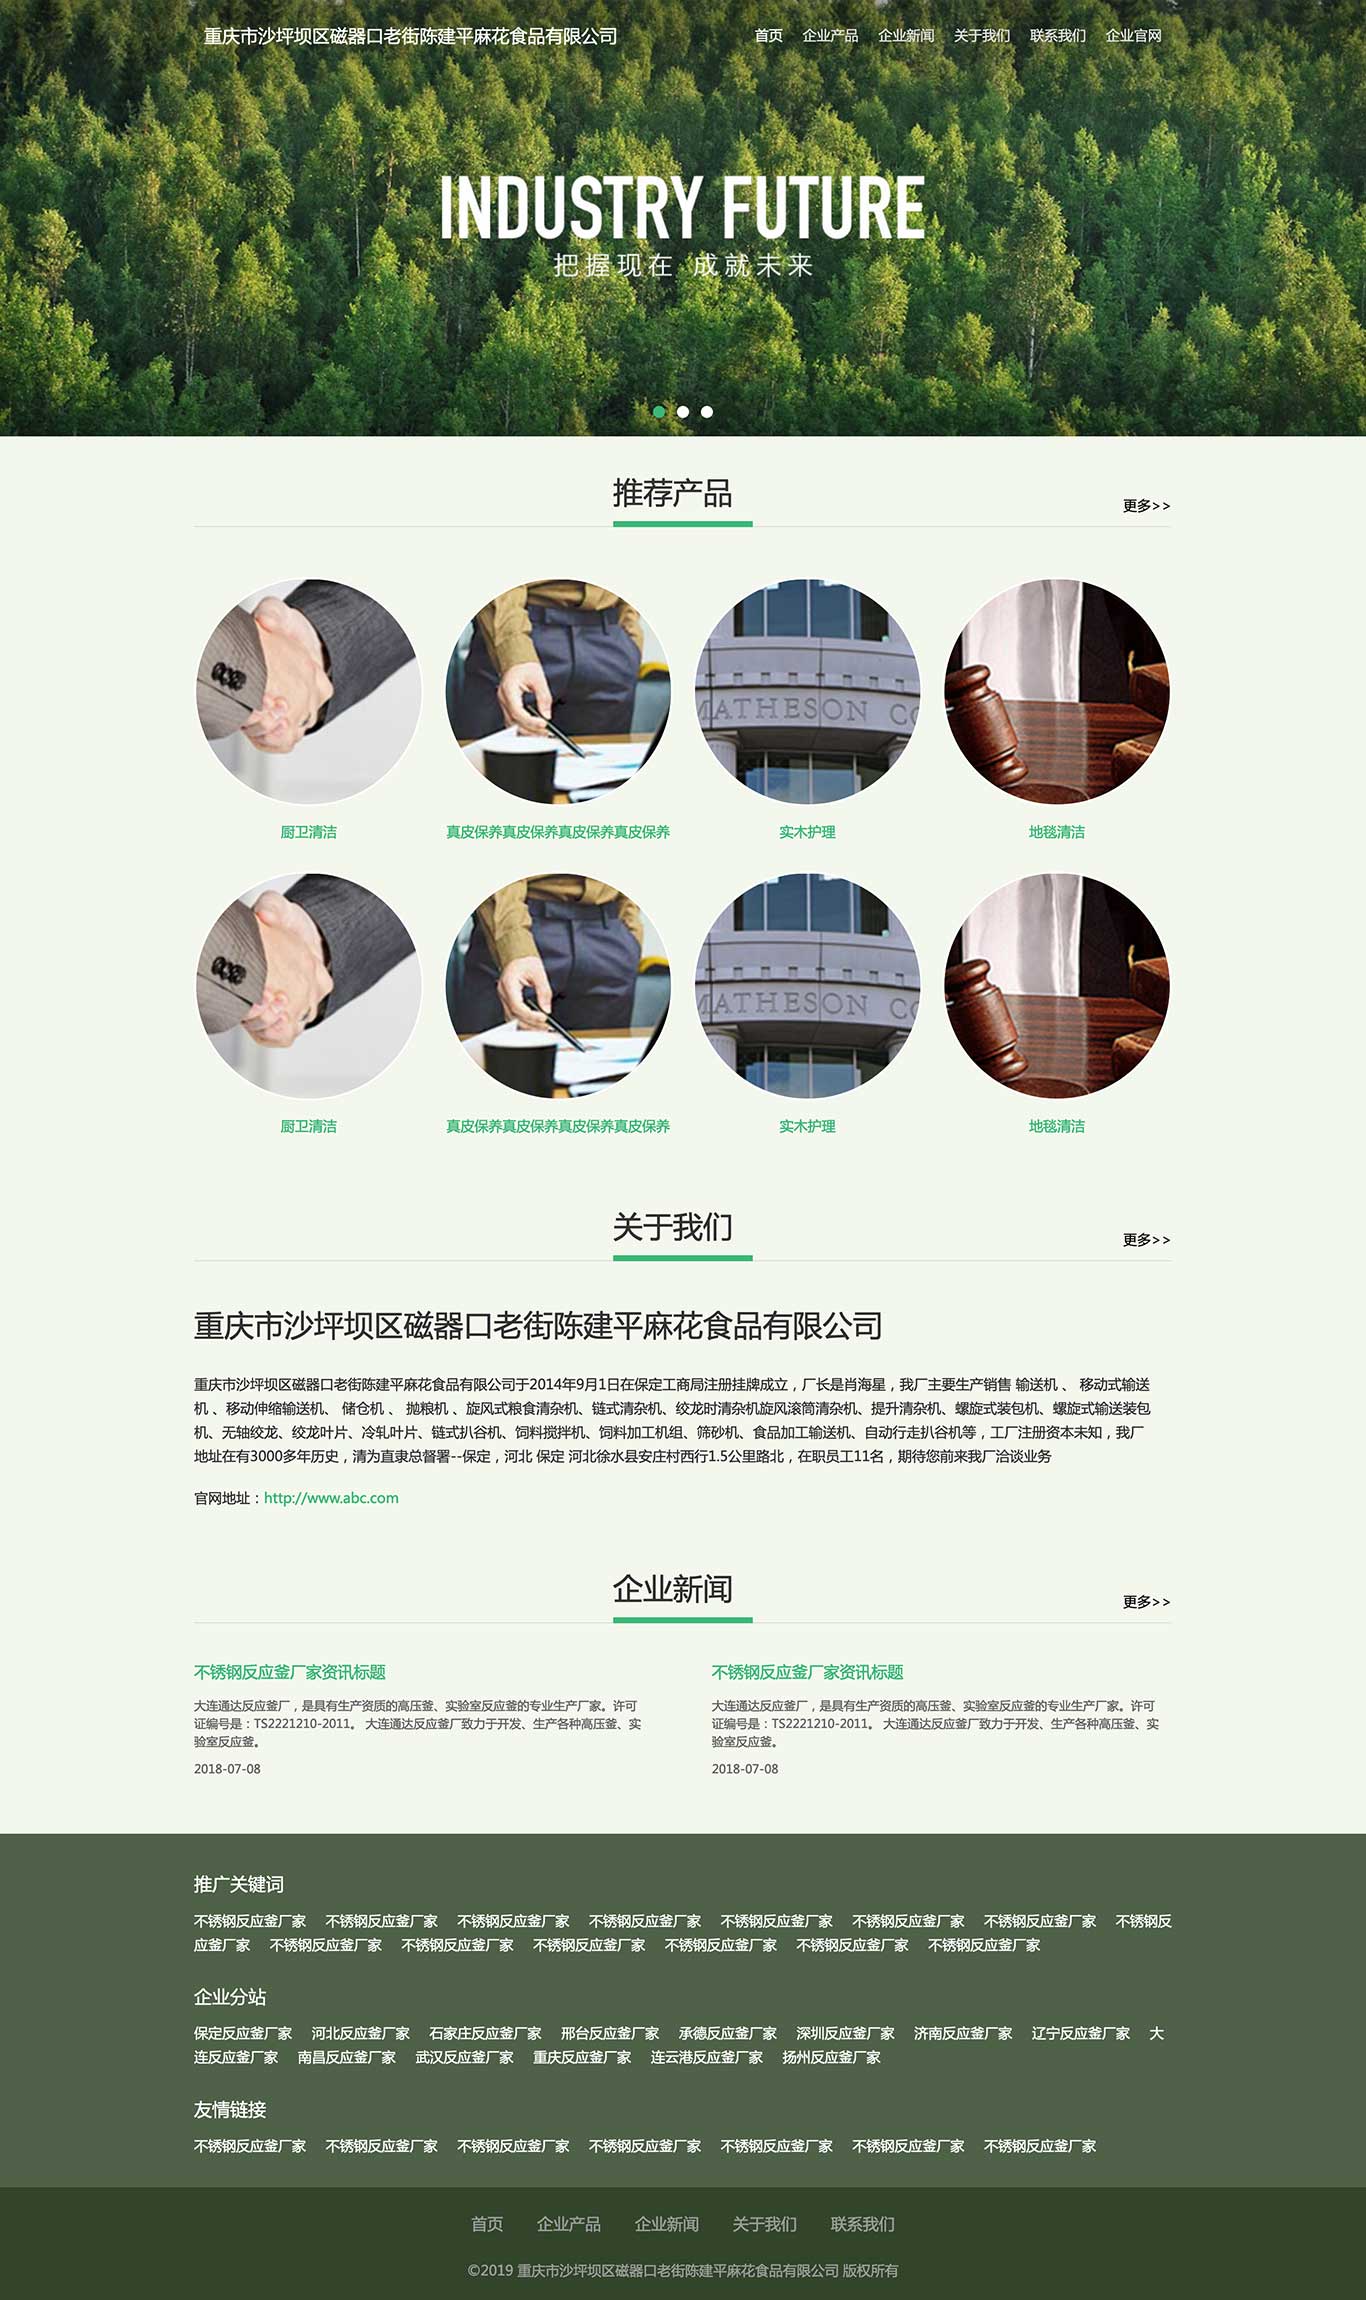 重庆市沙坪坝区磁器口老街陈建平麻花食品有限公司
首页 企业产品 企业新闻 关于我们 联系我们 企业官网
INDUSTRY FUTURE
把握现在 成就未来
推荐产品
更多>>
MATHESON CO
厨卫清洁 真皮保养真皮保养真皮保养真皮保养 实木护理 地毯清洁
MATHESON CO
厨卫清洁 真皮保养真皮保养真皮保养真皮保养 实木护理 地毯清洁
关于我们
更多>>
重庆市沙坪坝区磁器口老街陈建平麻花食品有限公司
重庆市沙坪坝区磁器口老街陈建平麻花食品有限公司于2014年9月1日在保定工商局注册挂牌成立，厂长是肖海星，我厂主要生产销售 输送机 、 移动式输送
机 、移动伸缩输送机、 储仓机 、 抛粮机 、旋风式粮食清杂机、链式清杂机、绞龙时清杂机旋风滚筒清杂机、提升清杂机、螺旋式装包机、螺旋式输送装包
机、无轴绞龙、绞龙叶片、冷轧叶片、链式扒谷机、饲料搅拌机、饲料加工机组、筛砂机、食品加工输送机、自动行走扒谷机等，工厂注册资本未知，我厂
地址在有3000多年历史，清为直隶总督署--保定，河北 保定 河北徐水县安庄村西行1.5公里路北，在职员工11名，期待您前来我厂洽谈业务
官网地址：http://www.abc.com
企业新闻
更多>>
不锈钢反应釜厂家资讯标题
大连通达反应釜厂，是具有生产资质的高压釜、实验室反应釜的专业生产厂家。许可
证编号是：TS2221210-2011。 大连通达反应釜厂致力于开发、生产各种高压釜、实
验室反应釜。
2018-07-08
不锈钢反应釜厂家资讯标题
大连通达反应釜厂，是具有生产资质的高压釜、实验室反应釜的专业生产厂家。许可
证编号是：TS2221210-2011。 大连通达反应釜厂致力于开发、生产各种高压釜、实
验室反应釜。
2018-07-08
推广关键词
不锈钢反应釜厂家 不锈钢反应釜厂家 不锈钢反应釜厂家 不锈钢反应釜厂家 不锈钢反应釜厂家 不锈钢反应釜厂家 不锈钢反应釜厂家 不锈钢反
应釜厂家 不锈钢反应釜厂家 不锈钢反应釜厂家 不锈钢反应釜厂家 不锈钢反应釜厂家 不锈钢反应釜厂家 不锈钢反应釜厂家
企业分站
保定反应釜厂家 河北反应釜厂家 石家庄反应釜厂家 邢台反应釜厂家 承德反应釜厂家 深圳反应釜厂家 济南反应釜厂家 辽宁反应釜厂家 大
连反应釜厂家 南昌反应釜厂家 武汉反应釜厂家 重庆反应釜厂家 连云港反应釜厂家 扬州反应釜厂家
友情链接
不锈钢反应釜厂家 不锈钢反应釜厂家 不锈钢反应釜厂家 不锈钢反应釜厂家 不锈钢反应釜厂家 不锈钢反应釜厂家 不锈钢反应釜厂家
首页 企业产品 企业新闻 关于我们 联系我们
©2019 重庆市沙坪坝区磁器口老街陈建平麻花食品有限公司 版权所有